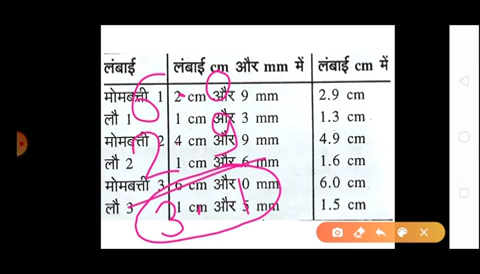 लंबाई लंबाई cm और mm में लंबाई cm में
मोमबत्ती 1 2 cm और 9 mm 2.9 cm
लौ 1 1 cm और 3 mm 1.3 cm
मोमबत्ती 2 4 cm और 9 mm 4.9 cm
लौ 2 1 cm और 6 mm 1.6 cm
मोमबत्ती 3 6 cm और 0 mm 6.0 cm
लौ 3 1 cm और 5 mm 1.5 cm